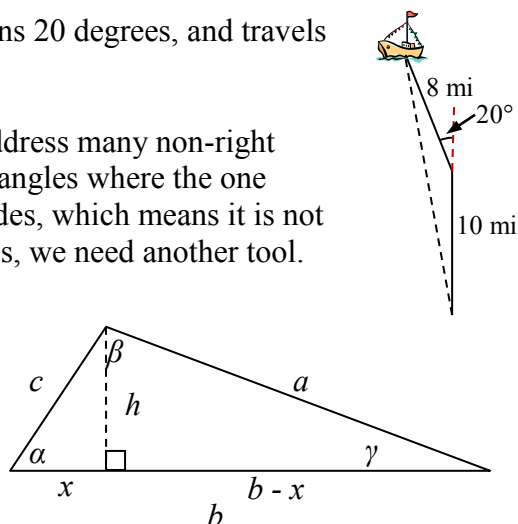 ns 20 degrees, and travels
8 mi
20°
ddress many non-right
angles where the one
des, which means it is not
s, we need another tool.
10 mi
β
c
a
h
α
γ
x
b - x
b